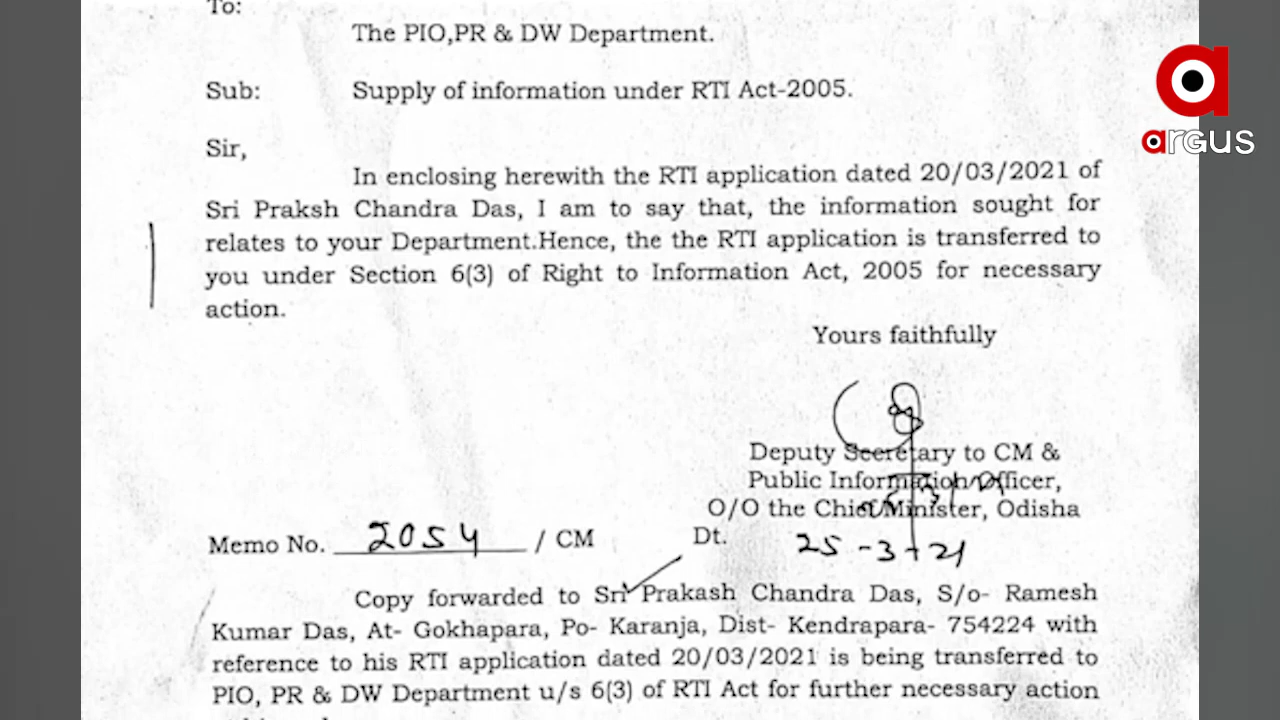 To:
The PIO,PR & DW Department.
Sub: Supply of information under RTI Act-2005.
Sir,
In enclosing herewith the RTI application dated 20/03/2021 of
Sri Praksh Chandra Das, I am to say that, the information sought for
relates to your Department.Hence, the the RTI application is transferred to
you under Section 6(3) of Right to Information Act, 2005 for necessary
action.
Yours faithfully
Deputy Secretary to CM &
Public Information Officer,
O/O the Chief Minister, Odisha
Memo No. 2054 / CM Dt. 25-3-21
Copy forwarded to Sri Prakash Chandra Das, S/o- Ramesh
Kumar Das, At- Gokhapara, Po- Karanja, Dist- Kendrapara- 754224 with
reference to his RTI application dated 20/03/2021 is being transferred to
PIO, PR & DW Department u/s 6(3) of RTI Act for further necessary action
a
argus